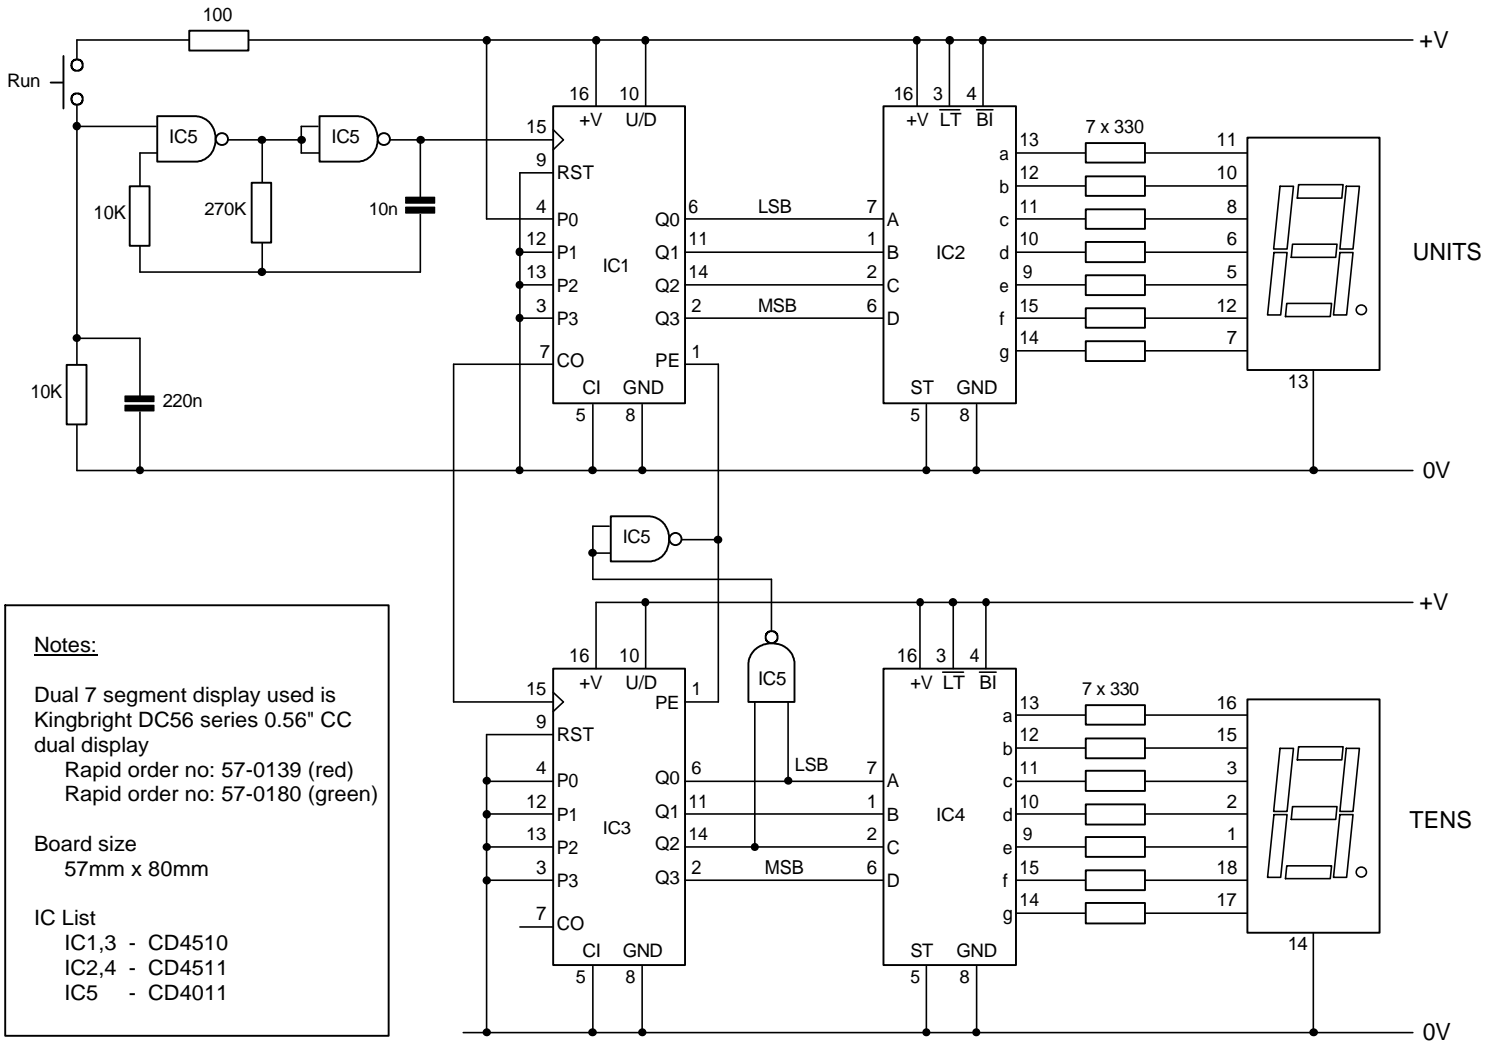 100
+V
Run
16 10
+V U/D
16 3 4
+V LT BI
7 x 330
IC5 IC5
15
13 11
a
9
RST
12 10
b
10K 270K 10n
4
P0
Q0 6 LSB 7 A
11 8
c
12
P1
Q1 11 1 B
IC1 IC2
10 6
d
UNITS
13
P2
Q2 14 2 C
9 5
e
3
P3
Q3 2 MSB 6 D
15 12
f
14 7
g
7
CO
PE 1
10K 220n
CI GND
5 8
ST GND
5 8
13
0V
IC5
+V
Notes:
Dual 7 segment display used is
Kingbright DC56 series 0.56" CC
dual display
Rapid order no: 57-0139 (red)
Rapid order no: 57-0180 (green)
Board size
57mm x 80mm
IC List
IC1,3 - CD4510
IC2,4 - CD4511
IC5 - CD4011
16 10
+V U/D
IC5
16 3 4
+V LT BI
7 x 330
15
PE 1
13 16
a
9
RST
12 15
b
4
P0
Q0 6 LSB 7 A
11 3
c
12
P1
Q1 11 1 B
IC3 IC4
10 2
d
TENS
13
P2
Q2 14 2 C
9 1
e
3
P3
Q3 2 MSB 6 D
15 18
f
14 17
g
7
CO
CI GND
5 8
ST GND
5 8
14
0V